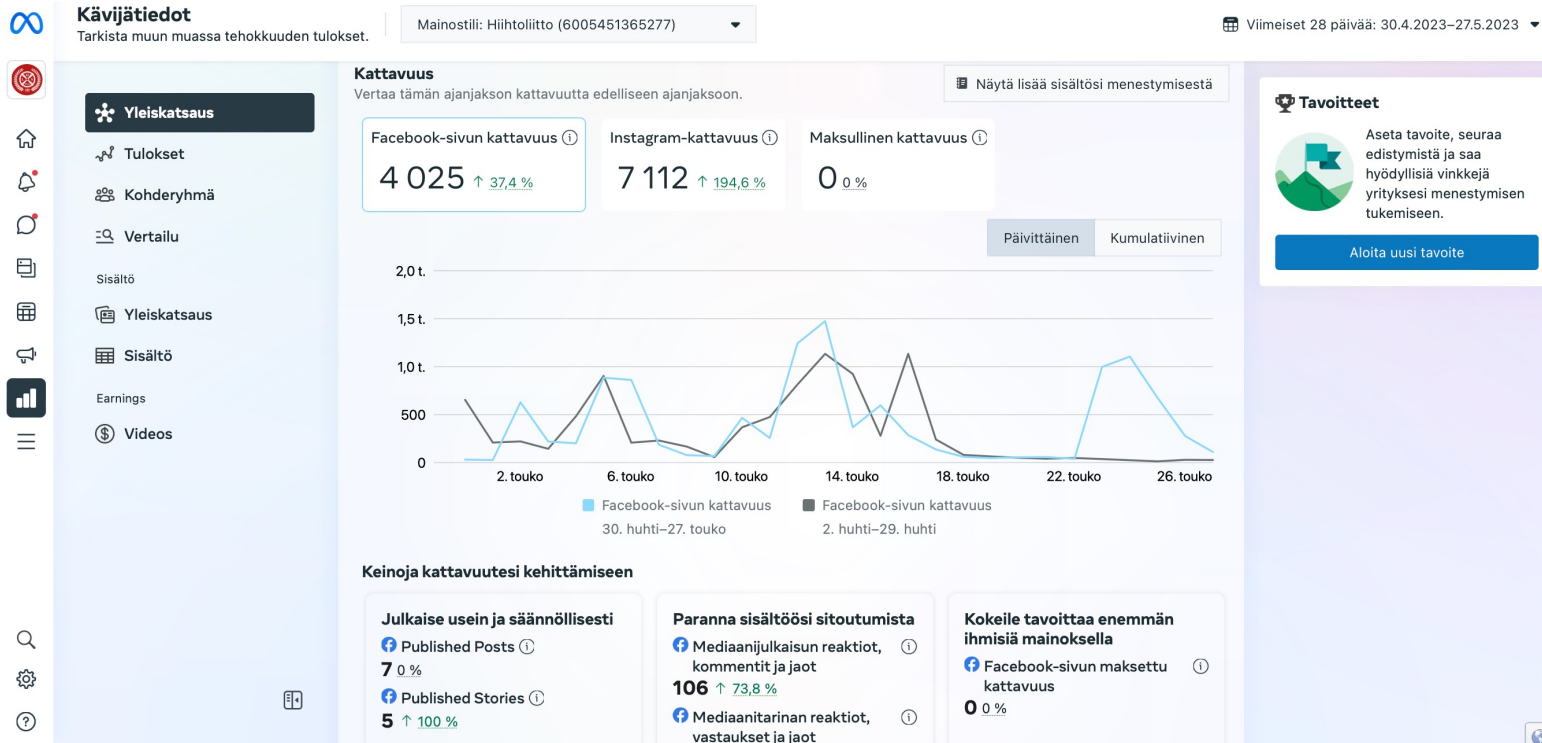 Kävijätiedot
Tarkista muun muassa tehokkuuden tulokset.
Mainostili: Hiihtoliitto (6005451365277)
Viimeiset 28 päivää: 30.4.2023–27.5.2023
Yleiskatsaus
Tulokset
Kohderyhmä
Vertailu
Sisältö
Yleiskatsaus
Sisältö
Earnings
Videos
Kattavuus
Vertaa tämän ajanjakson kattavuutta edelliseen ajanjaksoon.
Näytä lisää sisältösi menestymisestä
Facebook-sivun kattavuus
4 025 ↑ 37,4 %
Instagram-kattavuus
7 112 ↑ 194,6 %
Maksullinen kattavuus
0 0 %
Päivittäinen Kumulatiivinen
2,0 t.
1,5 t.
1,0 t.
500
0
2. touko 6. touko 10. touko 14. touko 18. touko 22. touko 26. touko
Facebook-sivun kattavuus
30. huhti–27. touko
Facebook-sivun kattavuus
2. huhti–29. huhti
Keinoja kattavuutesi kehittämiseen
Julkaise usein ja säännöllisesti
Published Posts
7 0 %
Published Stories
5 ↑ 100 %
Paranna sisältöösi sitoutumista
Mediaanijulkaisun reaktiot,
kommentit ja jaot
106 ↑ 73,8 %
Mediaanitarinan reaktiot,
vastaukset ja jaot
Kokeile tavoittaa enemmän
ihmisiä mainoksella
Facebook-sivun maksettu
kattavuus
0 0 %
Tavoitteet
Aseta tavoite, seuraa
edistymistä ja saa
hyödyllisiä vinkkejä
yrityksesi menestymisen
tukemiseen.
Aloita uusi tavoite